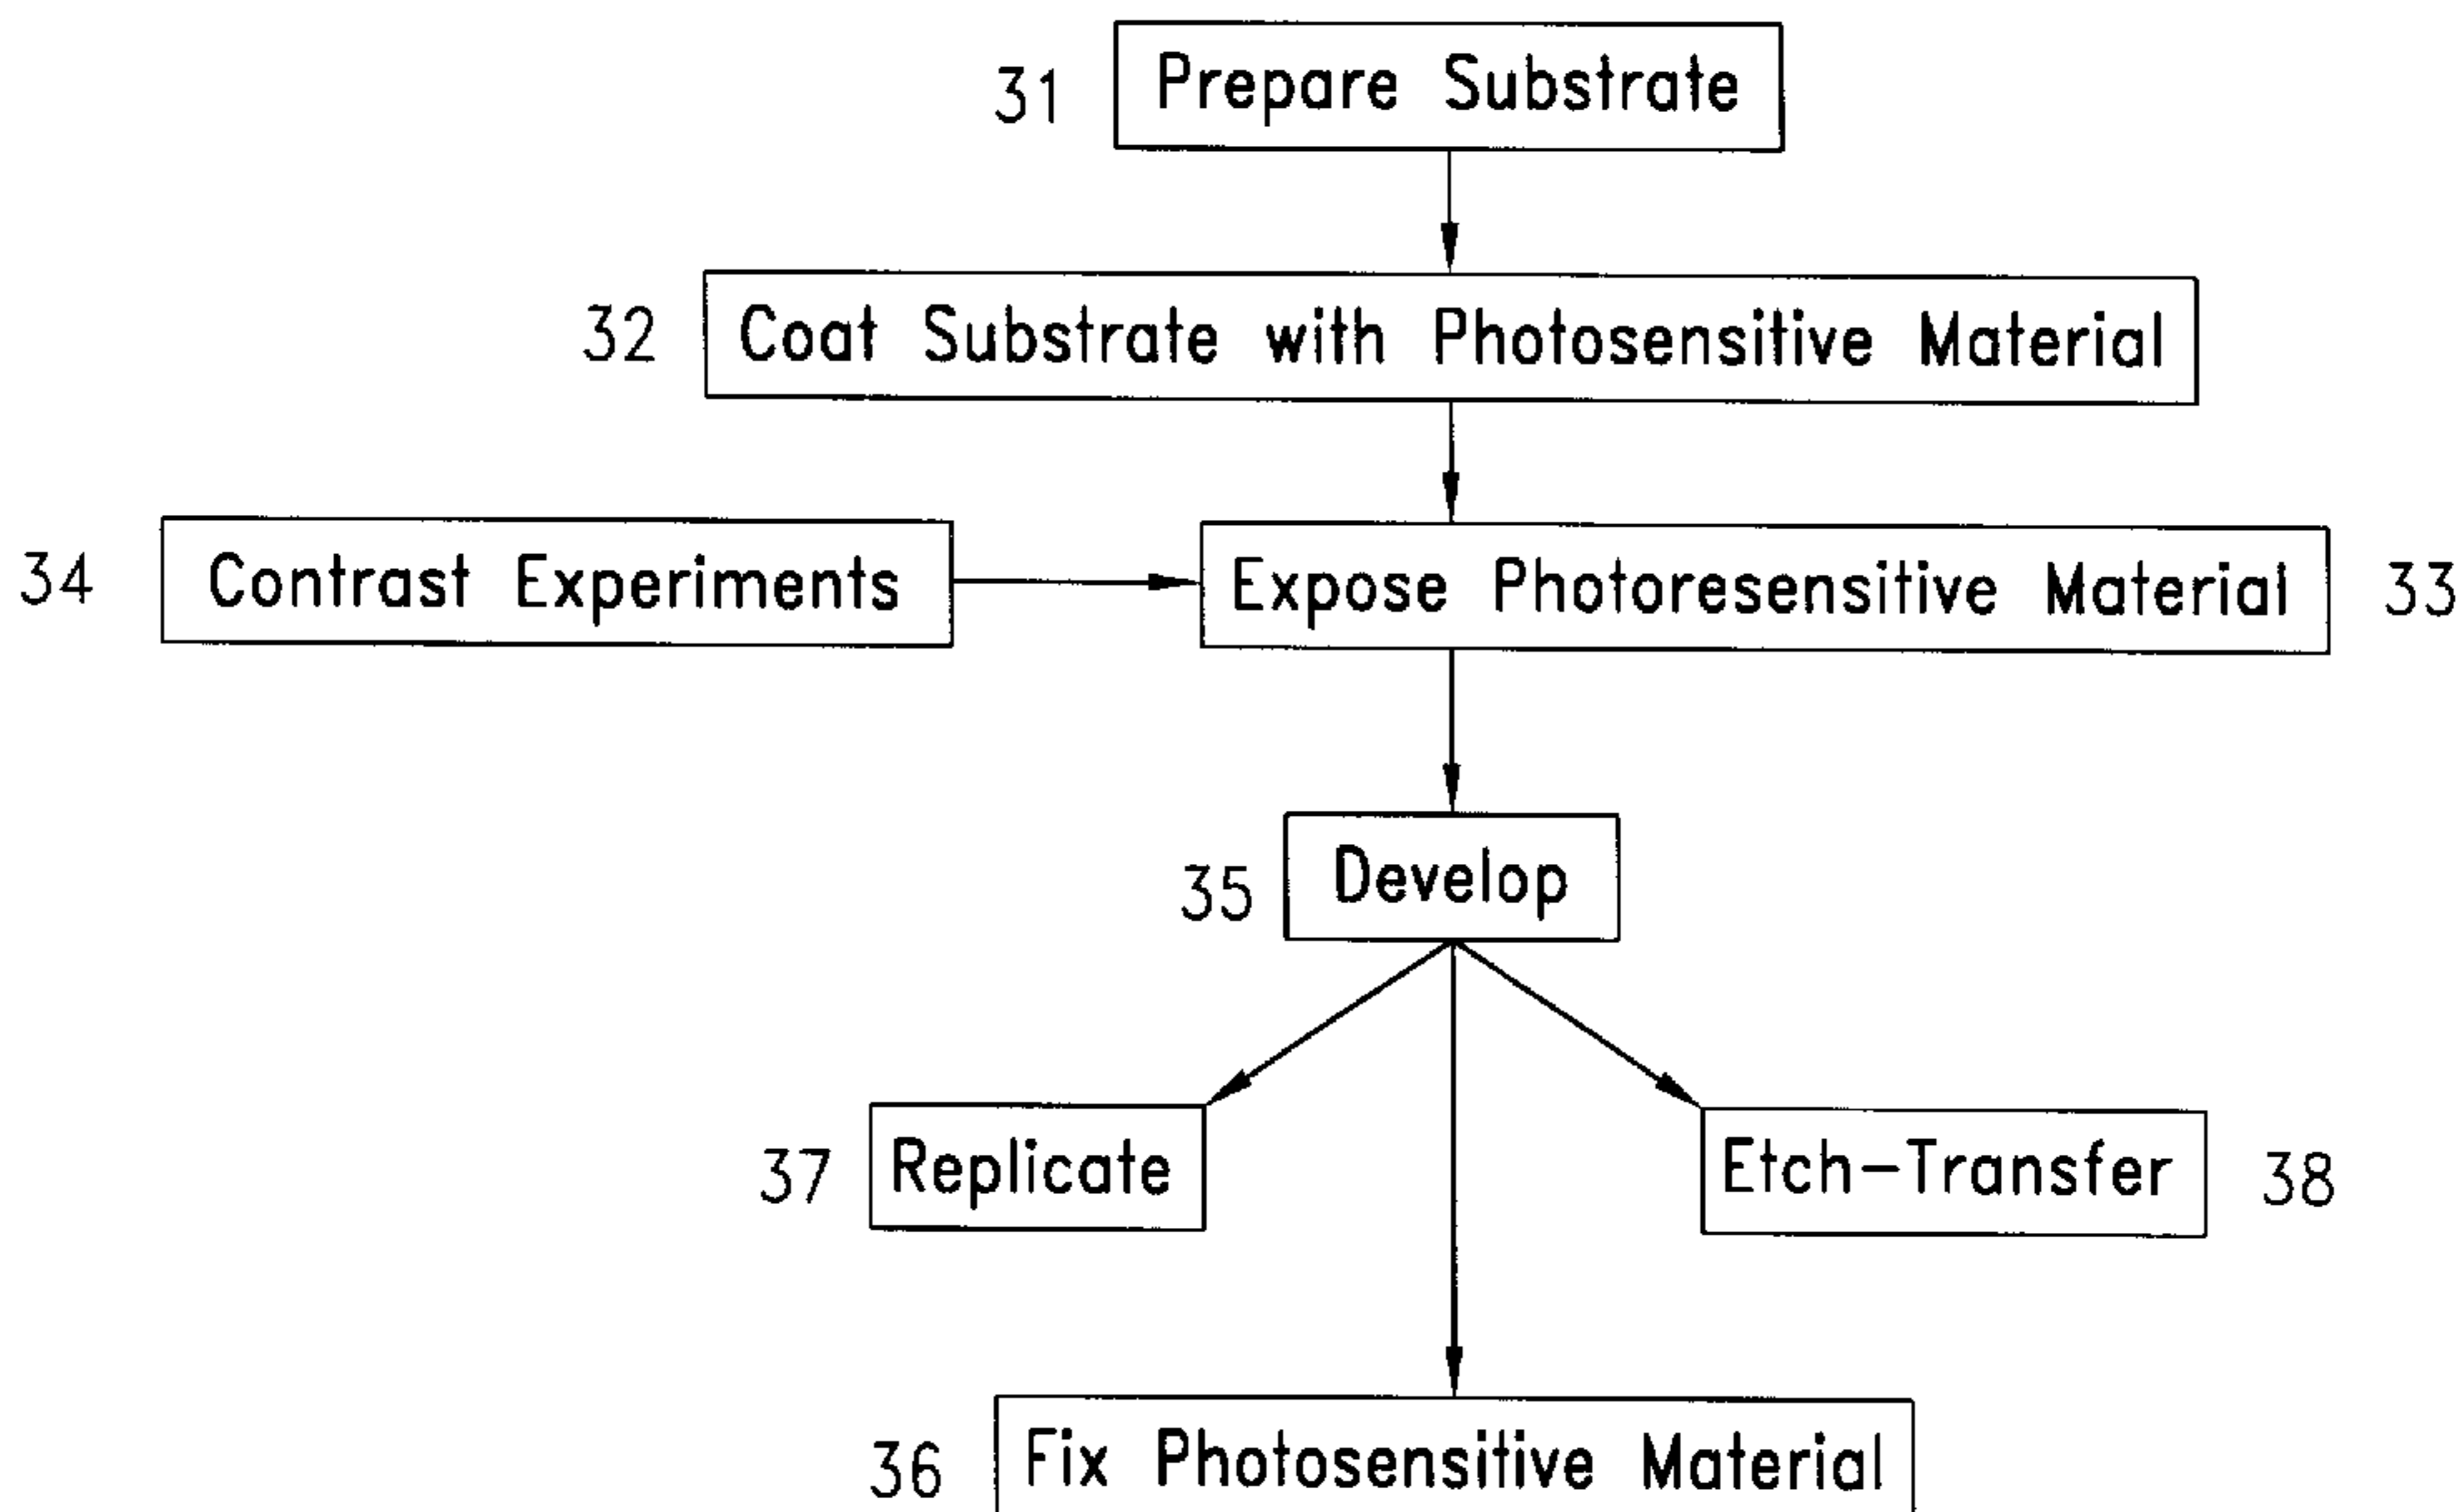 31 Prepare Substrate
32 Coat Substrate with Photosensitive Material
34 Contrast Experiments
Expose Photoresensitive Material 33
35 Develop
37 Replicate
Etch-Transfer 38
36 Fix Photosensitive Material